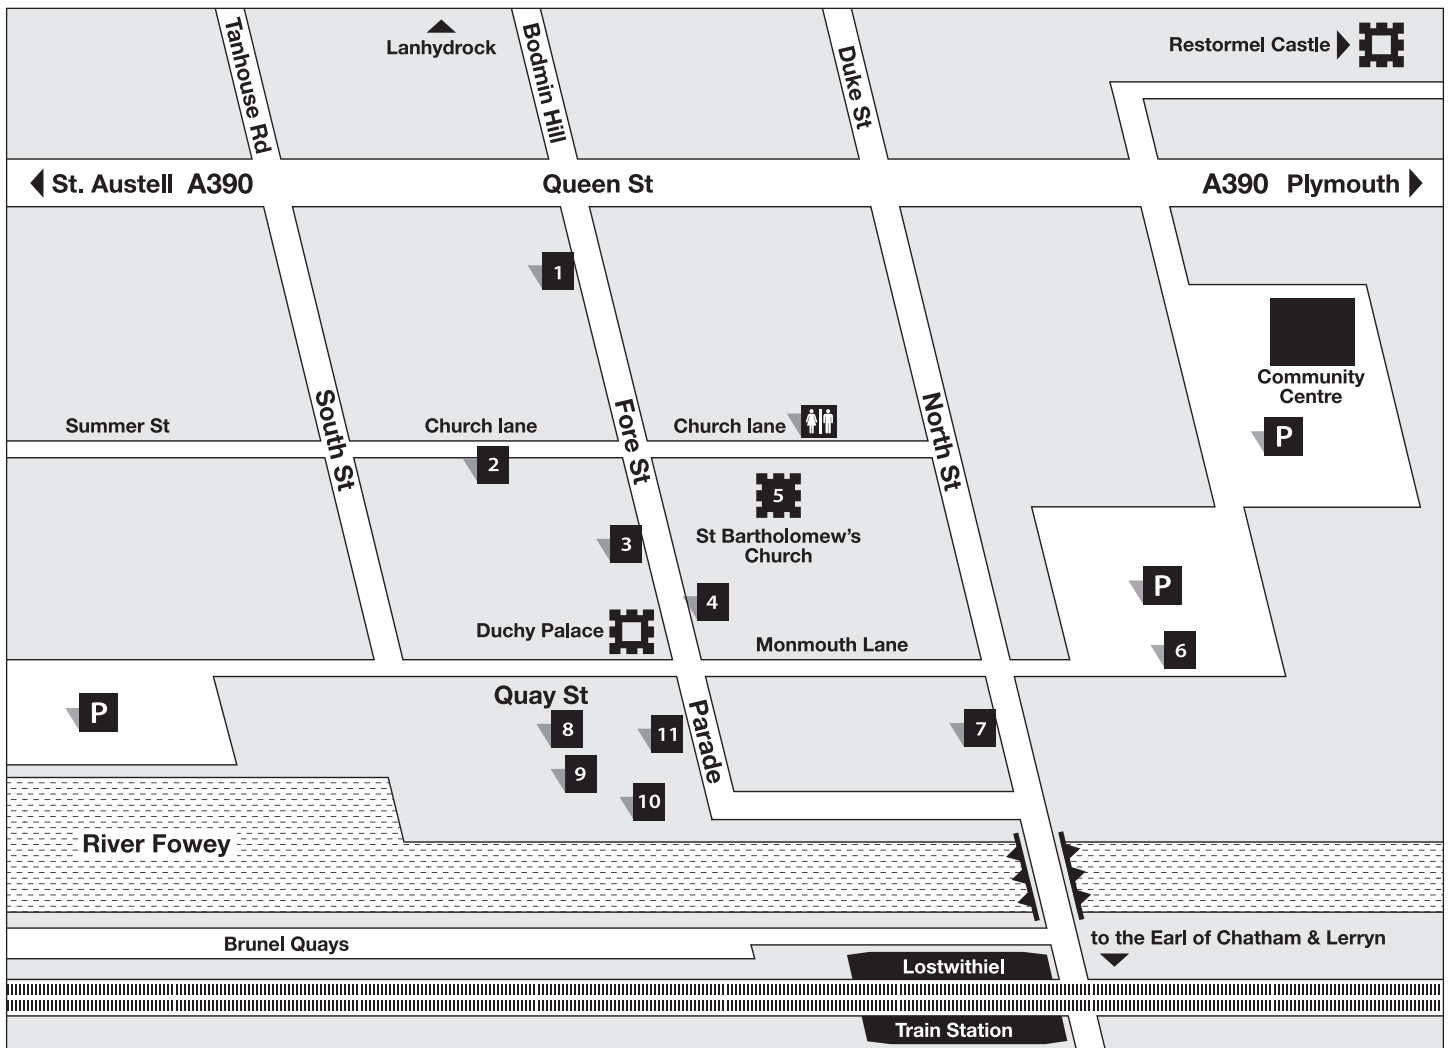 Lanhydrock
Restormel Castle
Tanhouse Rd
Bodmin Hill
Duke St
St. Austell A390
Queen St
A390 Plymouth
1
Community
Centre
P
South St
Fore St
North St
Summer St
Church lane
Church lane
2
5
St Bartholomew's
Church
3
4
P
Duchy Palace
Monmouth Lane
6
P
Quay St
8
11
Parade
7
9
10
River Fowey
Brunel Quays
to the Earl of Chatham & Lerryn
Lostwithiel
Train Station